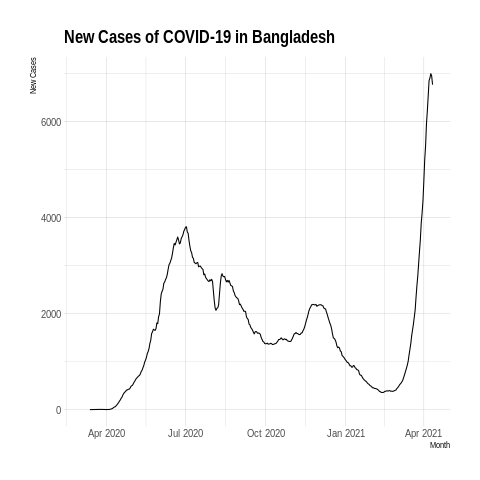 New Cases of COVID-19 in Bangladesh
New Cases
6000
4000
2000
0
Apr 2020 Jul 2020 Oct 2020 Jan 2021 Apr 2021
Month